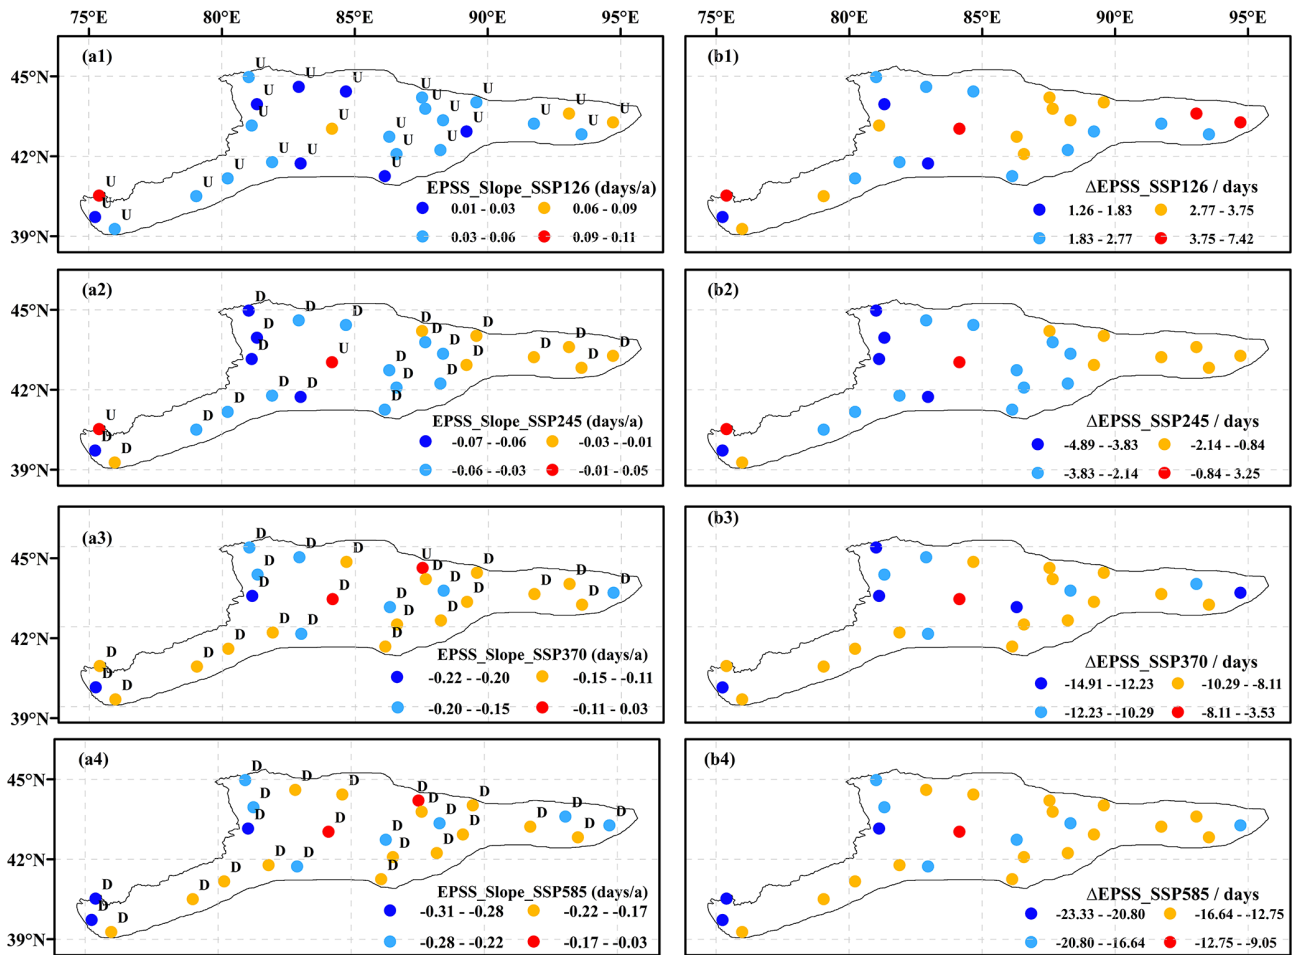 75°E 80°E 85°E 90°E 95°E 75°E 80°E 85°E 90°E 95°E
(a1)
45°N
42°N
39°N
U U U U U U U U U U U U U U U U U U U U U U U U
EPSS_Slope_SSP126 (days/a)
0.01 - 0.03 0.06 - 0.09
0.03 - 0.06 0.09 - 0.11
(b1)
ΔEPSS_SSP126 / days
1.26 - 1.83 2.77 - 3.75
1.83 - 2.77 3.75 - 7.42
(a2)
45°N
42°N
39°N
D D D D D D D D D D U D D D D D D D D D D D U D D
EPSS_Slope_SSP245 (days/a)
-0.07 - -0.06 -0.03 - -0.01
-0.06 - -0.03 -0.01 - 0.05
(b2)
ΔEPSS_SSP245 / days
-4.89 - -3.83 -2.14 - -0.84
-3.83 - -2.14 -0.84 - 3.25
(a3)
45°N
42°N
39°N
D D D U D D D D D D D D D D D D D D D D D D D D D
EPSS_Slope_SSP370 (days/a)
-0.22 - -0.20 -0.15 - -0.11
-0.20 - -0.15 -0.11 - 0.03
(b3)
ΔEPSS_SSP370 / days
-14.91 - -12.23 -10.29 - -8.11
-12.23 - -10.29 -8.11 - -3.53
(a4)
45°N
42°N
39°N
D D D D D D D D D D D D D D D D D D D D D D D D D
EPSS_Slope_SSP585 (days/a)
-0.31 - -0.28 -0.22 - -0.17
-0.28 - -0.22 -0.17 - -0.03
(b4)
ΔEPSS_SSP585 / days
-23.33 - -20.80 -16.64 - -12.75
-20.80 - -16.64 -12.75 - -9.05